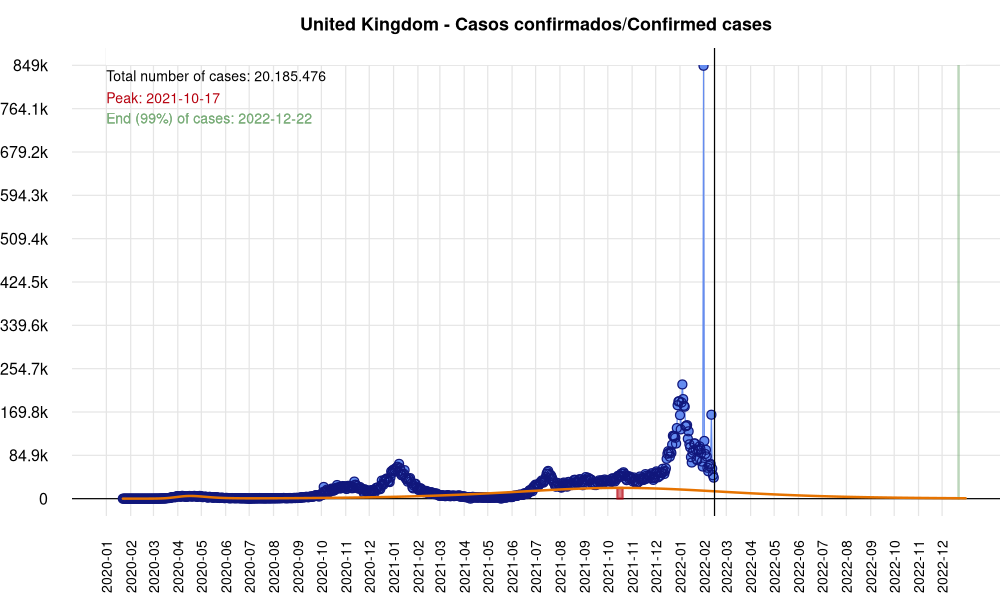 United Kingdom - Casos confirmados/Confirmed cases
849k
764.1k
679.2k
594.3k
509.4k
424.5k
339.6k
254.7k
169.8k
84.9k
0
Total number of cases: 20.185.476
Peak: 2021-10-17
End (99%) of cases: 2022-12-22
2020-01
2020-02
2020-03
2020-04
2020-05
2020-06
2020-07
2020-08
2020-09
2020-10
2020-11
2020-12
2021-01
2021-02
2021-03
2021-04
2021-05
2021-06
2021-07
2021-08
2021-09
2021-10
2021-11
2021-12
2022-01
2022-02
2022-03
2022-04
2022-05
2022-06
2022-07
2022-08
2022-09
2022-10
2022-11
2022-12